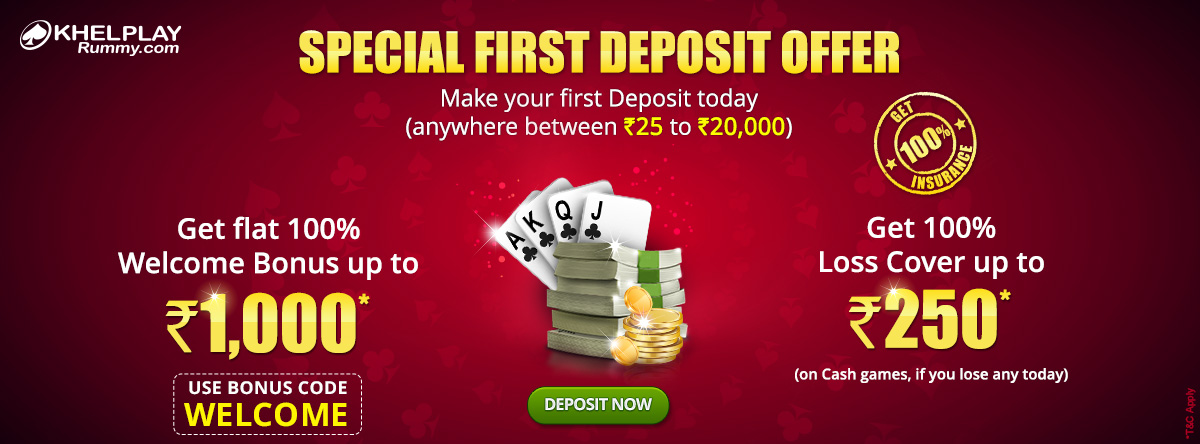 KHELPLAY
Rummy.com
SPECIAL FIRST DEPOSIT OFFER
Make your first Deposit today
(anywhere between ₹25 to ₹20,000)
GET
100%
INSURANCE
A K Q J
Get flat 100%
Welcome Bonus up to
₹1,000*
USE BONUS CODE
WELCOME
Get 100%
Loss Cover up to
₹250*
(on Cash games, if you lose any today)
DEPOSIT NOW
*T&C Apply